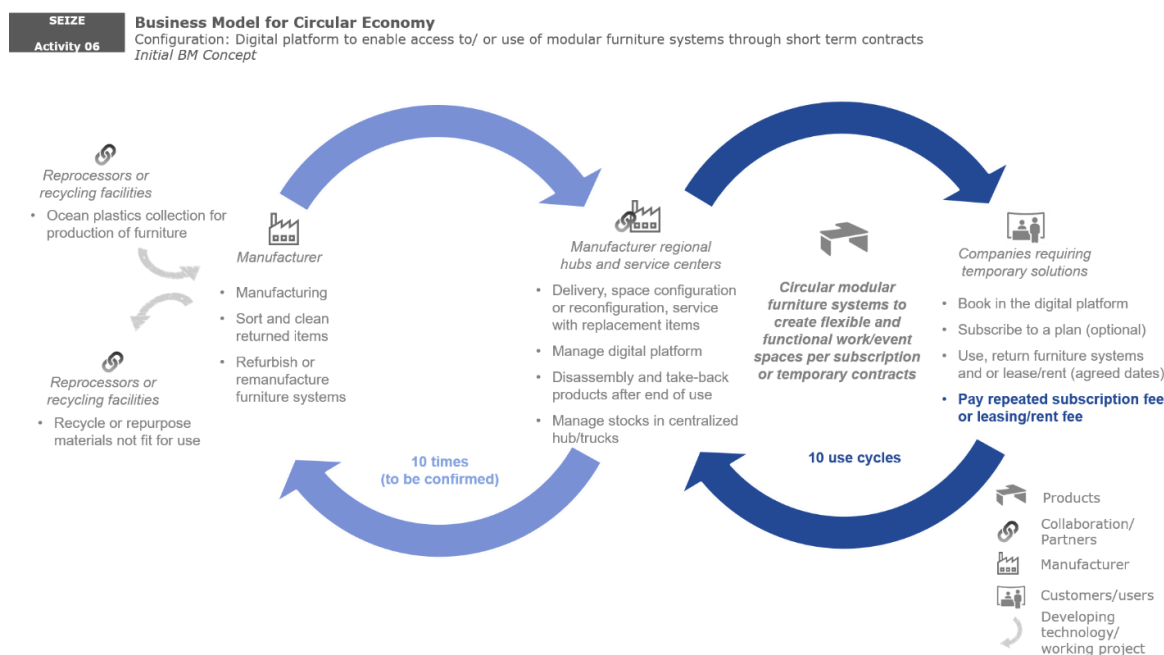 SEIZE
Activity 06
Business Model for Circular Economy
Configuration: Digital platform to enable access to/ or use of modular furniture systems through short term contracts
Initial BM Concept
Reprocessors or
recycling facilities
• Ocean plastics collection for
production of furniture
Reprocessors or
recycling facilities
• Recycle or repurpose
materials not fit for use
Manufacturer
• Manufacturing
• Sort and clean
returned items
• Refurbish or
remanufacture
furniture systems
10 times
(to be confirmed)
Manufacturer regional
hubs and service centers
• Delivery, space configuration
or reconfiguration, service
with replacement items
• Manage digital platform
• Disassembly and take-back
products after end of use
• Manage stocks in centralized
hub/trucks
Circular modular
furniture systems to
create flexible and
functional work/event
spaces per subscription
or temporary contracts
10 use cycles
Companies requiring
temporary solutions
• Book in the digital platform
• Subscribe to a plan (optional)
• Use, return furniture systems
and or lease/rent (agreed dates)
• Pay repeated subscription fee
or leasing/rent fee
Products
Collaboration/
Partners
Manufacturer
Customers/users
Developing
technology/
working project